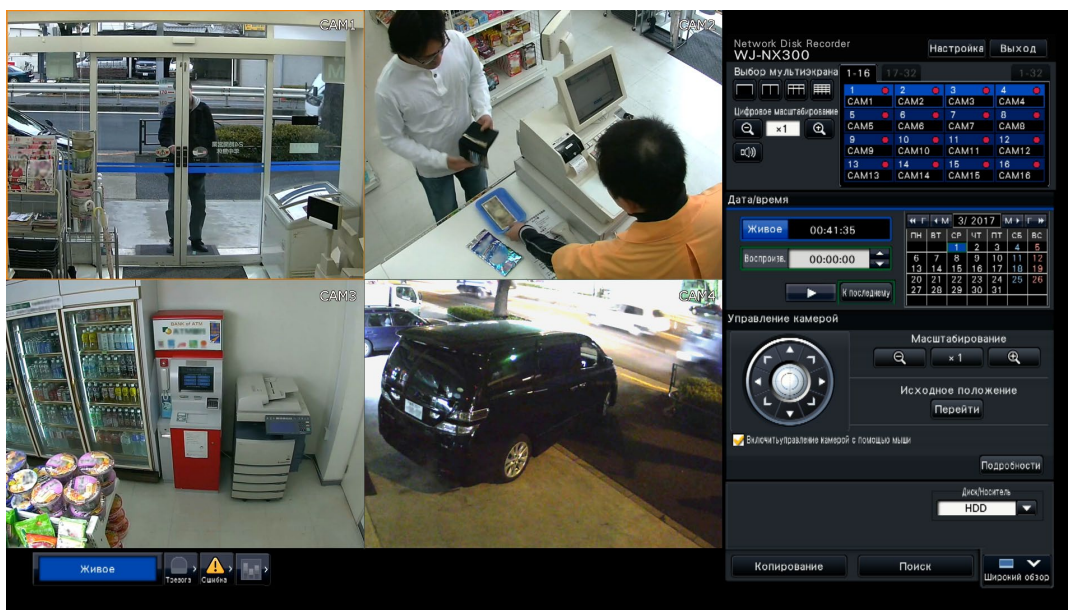 CAM1
CAM2
CAM3
BANK of ATM
CAM4
Network Disk Recorder
WJ-NX300
Настройка Выход
Выбор мультиэкрана
1-16 17-32 1-32
1 2 3 4
CAM1 CAM2 CAM3 CAM4
5 6 7 8
CAM5 CAM6 CAM7 CAM8
9 10 11 12
CAM9 CAM10 CAM11 CAM12
13 14 15 16
CAM13 CAM14 CAM15 CAM16
Цифровое масштабирование
×1
Дата/время
Живое 00:41:35
Воспроизв. 00:00:00
К последнему
Г М 3/ 2017 М Г
ПН ВТ СР ЧТ ПТ СБ ВС
1 2 3 4 5
6 7 8 9 10 11 12
13 14 15 16 17 18 19
20 21 22 23 24 25 26
27 28 29 30 31
Управление камерой
Масштабирование
×1
Исходное положение
Перейти
Включитьуправление камерой с помощью мыши
Подробности
Диск/Носитель
HDD
Копирование Поиск
Широкий обзор
Живое
Тревога Сшибка